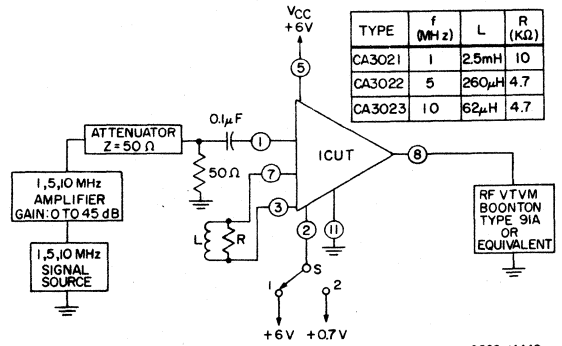 VCC
+6V
TYPE f (MHz) L R (KΩ)
CA3021 1 2.5mH 10
CA3022 5 260μH 4.7
CA3023 10 62μH 4.7
5
0.1μF
ATTENUATOR
Z=50 Ω
1
ICUT
8
50Ω
7
1,5,10 MHz
AMPLIFIER
GAIN: 0 TO 45 dB
3
L R
2
11
RF VTVM
BOONTON
TYPE 91A
OR
EQUIVALENT
1,5,10 MHz
SIGNAL
SOURCE
S
1 2
+6V +0.7V